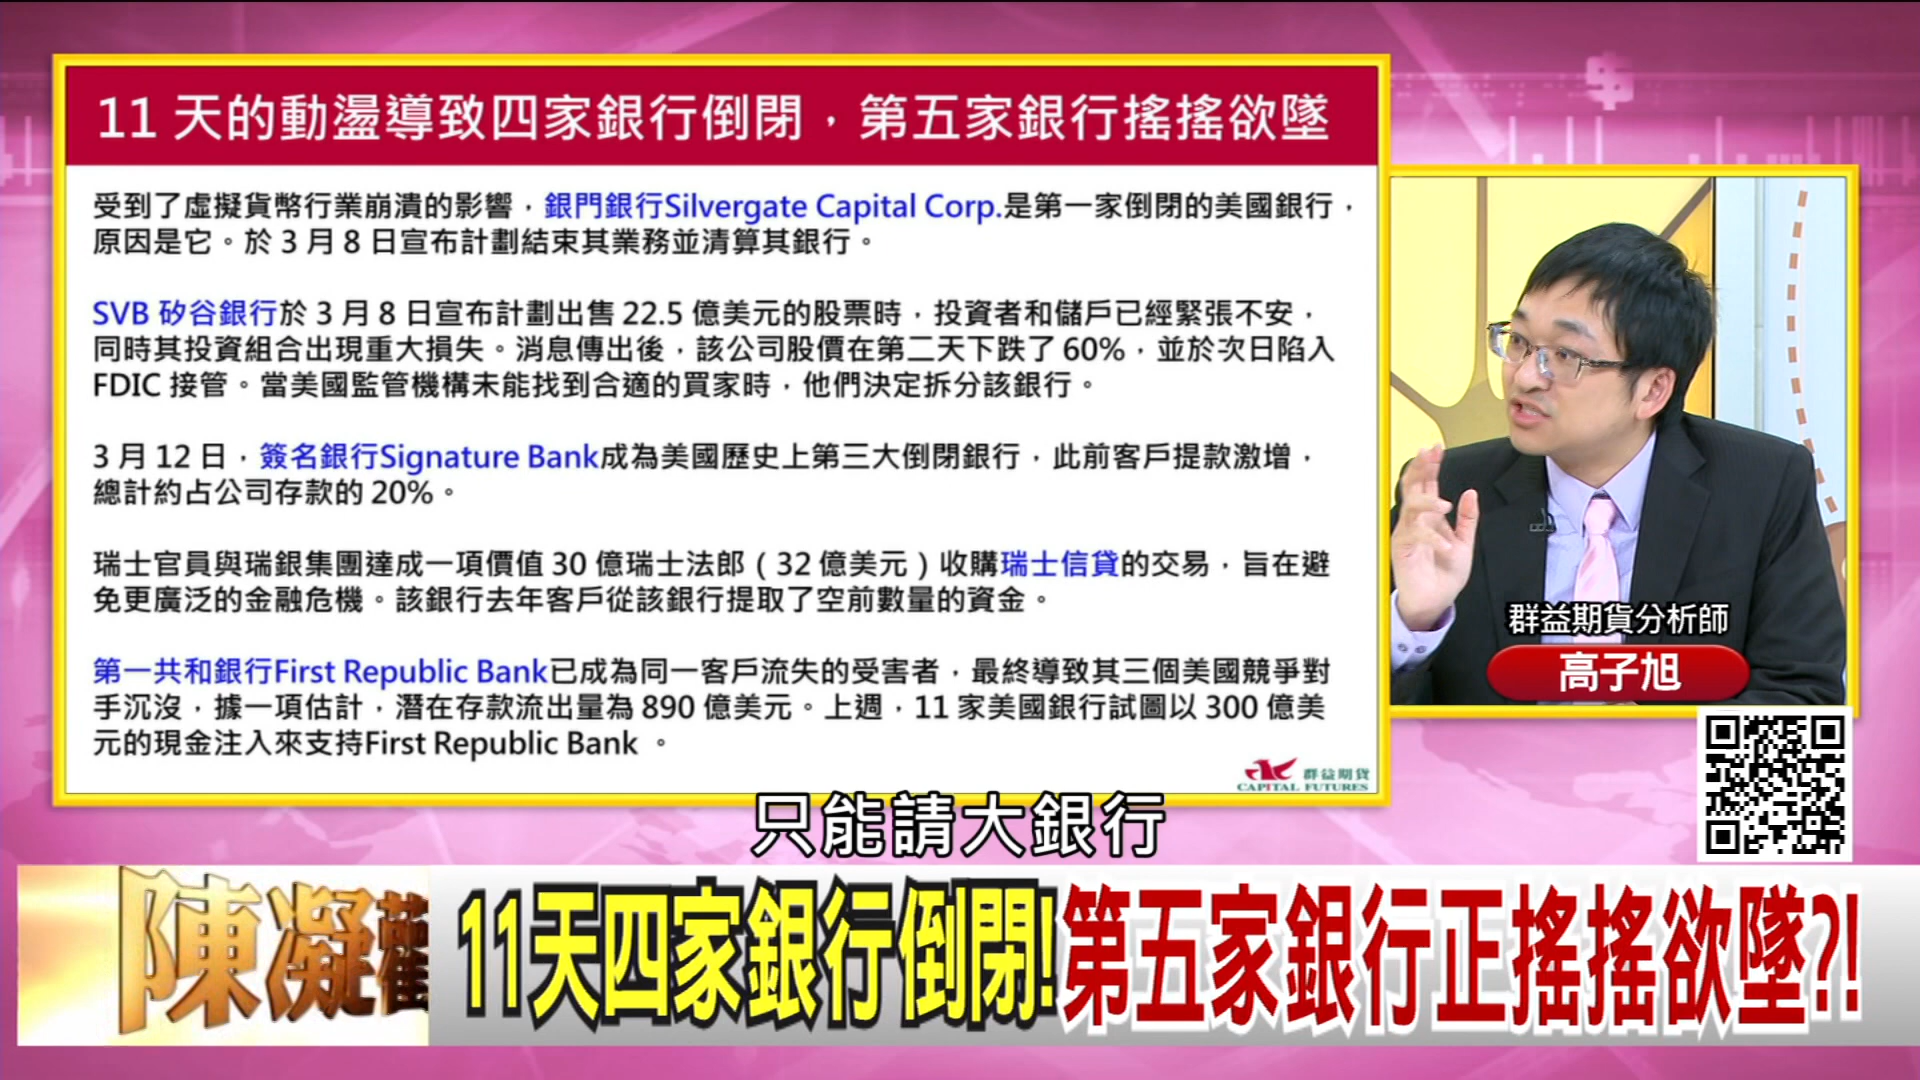 11 天的動盪導致四家銀行倒閉，第五家銀行搖搖欲墜
受到了虛擬貨幣行業崩潰的影響，銀門銀行Silvergate Capital Corp.是第一家倒閉的美國銀行，
原因是它。於 3 月 8 日宣布計劃結束其業務並清算其銀行。
SVB 矽谷銀行於 3 月 8 日宣布計劃出售 22.5 億美元的股票時，投資者和儲戶已經緊張不安，
同時其投資組合出現重大損失。消息傳出後，該公司股價在第二天下跌了 60%，並於次日陷入
FDIC 接管。當美國監管機構未能找到合適的買家時，他們決定拆分該銀行。
3 月 12 日，簽名銀行Signature Bank成為美國歷史上第三大倒閉銀行，此前客戶提款激增，
總計約占公司存款的 20%。
瑞士官員與瑞銀集團達成一項價值 30 億瑞士法郎（32 億美元）收購瑞士信貸的交易，旨在避
免更廣泛的金融危機。該銀行去年客戶從該銀行提取了空前數量的資金。
第一共和銀行First Republic Bank已成為同一客戶流失的受害者，最終導致其三個美國競爭對
手沉沒，據一項估計，潛在存款流出量為 890 億美元。上週，11 家美國銀行試圖以 300 億美
元的現金注入來支持First Republic Bank 。
群益期貨
CAPITAL FUTURES
群益期貨分析師
高子旭
只能請大銀行
陳凝觀
11天四家銀行倒閉!第五家銀行正搖搖欲墜?!